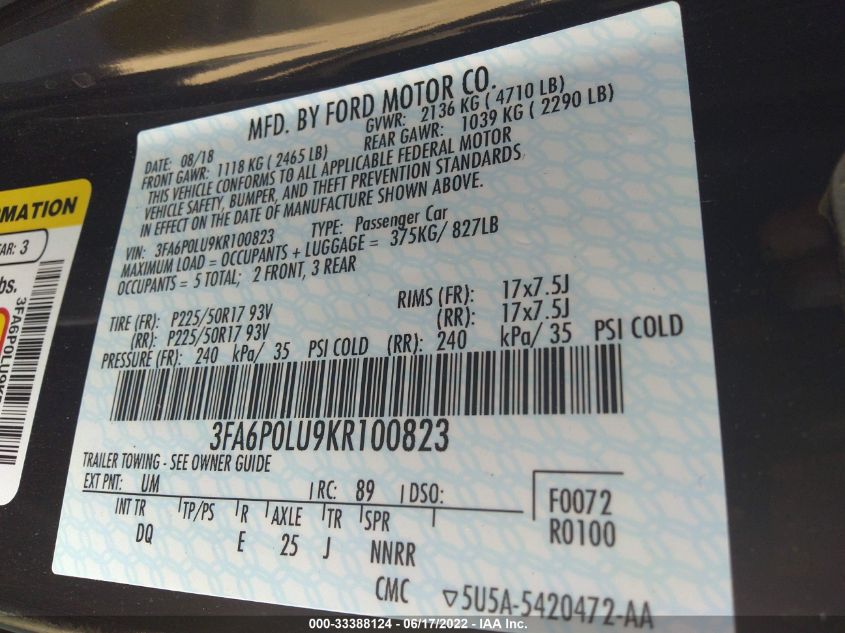 MFD. BY FORD MOTOR CO.
DATE: 08/18 GVWR: 2136 KG ( 4710 LB)
FRONT GAWR: 1118 KG ( 2465 LB) REAR GAWR: 1039 KG ( 2290 LB)
THIS VEHICLE CONFORMS TO ALL APPLICABLE FEDERAL MOTOR
VEHICLE SAFETY, BUMPER, AND THEFT PREVENTION STANDARDS
IN EFFECT ON THE DATE OF MANUFACTURE SHOWN ABOVE.
VIN: 3FA6P0LU9KR100823 TYPE: Passenger Car
MAXIMUM LOAD = OCCUPANTS + LUGGAGE = 375KG/ 827LB
OCCUPANTS = 5 TOTAL; 2 FRONT, 3 REAR
TIRE (FR): P225/50R17 93V RIMS (FR): 17x7.5J
(RR): P225/50R17 93V (RR): 17x7.5J
PRESSURE (FR): 240 kPa/ 35 PSI COLD (RR): 240 kPa/ 35 PSI COLD
3FA6P0LU9KR100823
TRAILER TOWING - SEE OWNER GUIDE
EXT PNT: UM RC: 89 DSO: F0072
INT TR TP/PS R AXLE TR SPR R0100
DQ E 25 J NNRR
CMC ▽5U5A-5420472-AA
EAR: 3
bs.
000-33388124 - 06/17/2022 - IAA Inc.